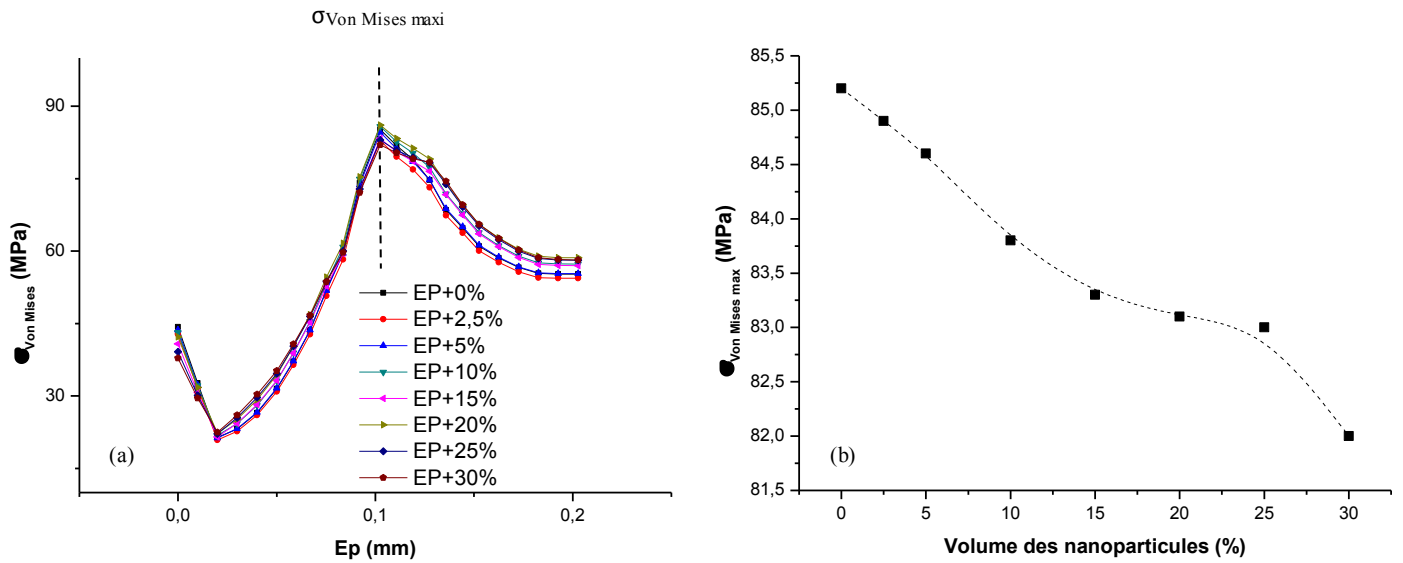 σVon Mises maxi
90
60
30
σVon Mises (MPa)
EP+0%
EP+2,5%
EP+5%
EP+10%
EP+15%
EP+20%
EP+25%
EP+30%
(a)
0,0
0,1
0,2
Ep (mm)
85,5
85,0
84,5
84,0
83,5
83,0
82,5
82,0
81,5
σVon Mises max (MPa)
(b)
0
5
10
15
20
25
30
Volume des nanoparticules (%)